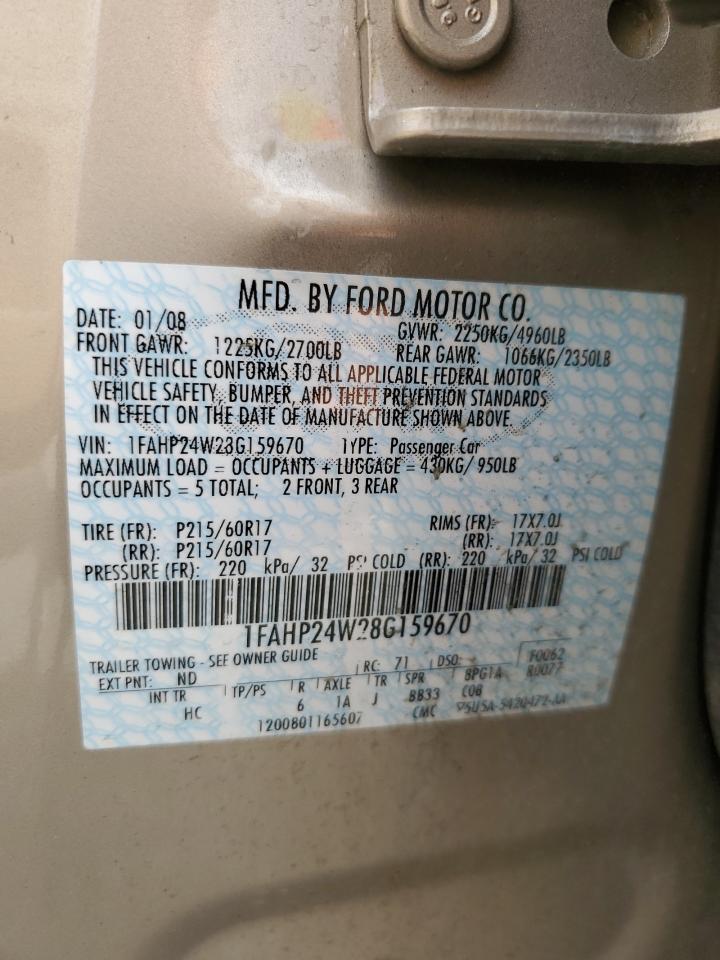 MFD. BY FORD MOTOR CO.
DATE: 01/08
GVWR: 2250KG/4960LB
FRONT GAWR: 1225KG/2700LB
REAR GAWR: 1066KG/2350LB
THIS VEHICLE CONFORMS TO ALL APPLICABLE FEDERAL MOTOR
VEHICLE SAFETY, BUMPER, AND THEFT PREVENTION STANDARDS
IN EFFECT ON THE DATE OF MANUFACTURE SHOWN ABOVE.
VIN: 1FAHP24W28G159670 TYPE: Passenger Car
MAXIMUM LOAD = OCCUPANTS + LUGGAGE = 430KG/ 950LB
OCCUPANTS = 5 TOTAL; 2 FRONT, 3 REAR
TIRE (FR): P215/60R17 RIMS (FR): 17X7.0J
(RR): P215/60R17 (RR): 17X7.0J
PRESSURE (FR): 220 kPa/ 32 PSI COLD (RR): 220 kPa/ 32 PSI COLD
1FAHP24W28G159670
TRAILER TOWING - SEE OWNER GUIDE
RC: 71 DSO: F0062
EXT PNT: ND R0077
INT TR TP/PS R AXLE TR SPR 8PG1A
HC 6 1A J BB33 C0B
1200801165607 CMC